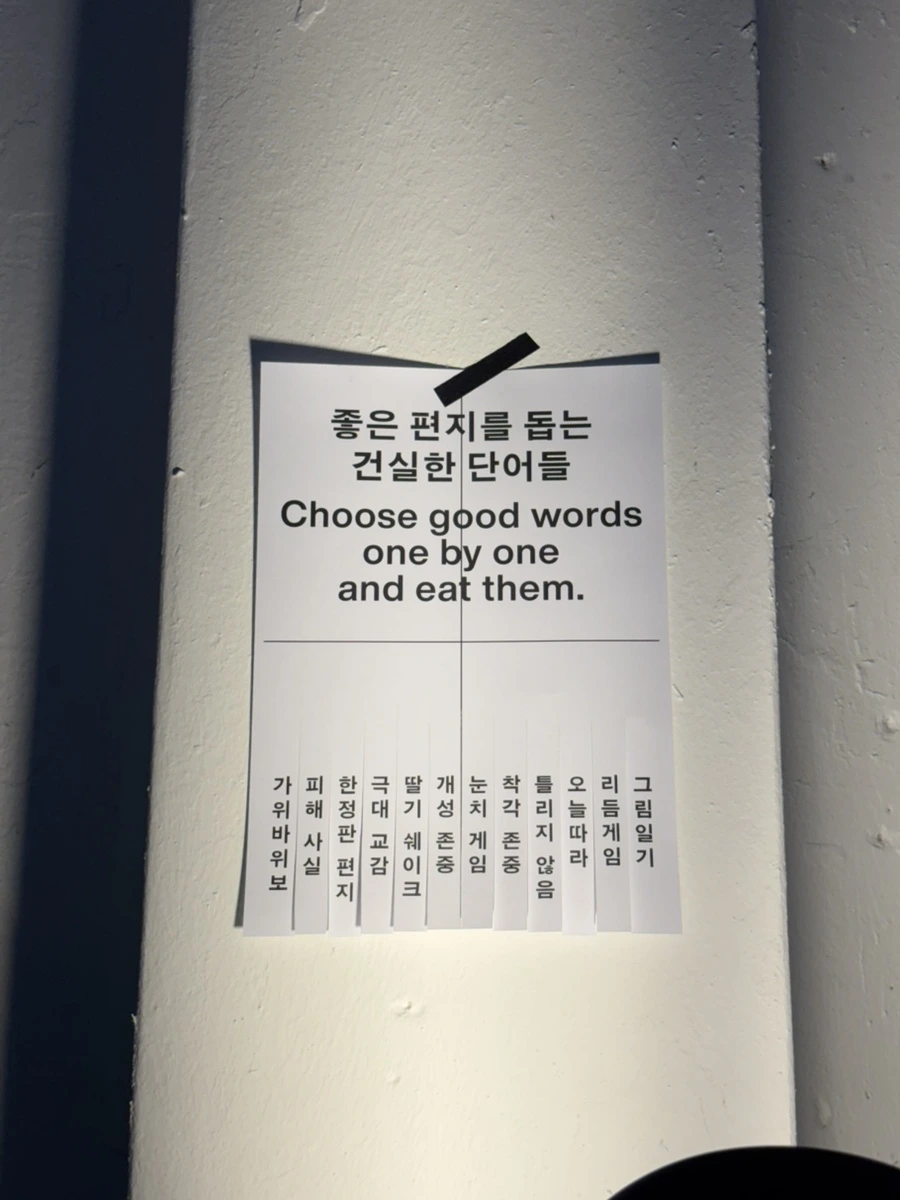 좋은 편지를 돕는
건실한 단어들
Choose good words
one by one
and eat them.
가위바위보
피해 사실
한정판 편지
극대 교감
딸기 쉐이크
개성 존중
눈치 게임
착각 존중
틀리지 않음
오늘따라
리듬게임
그림일기